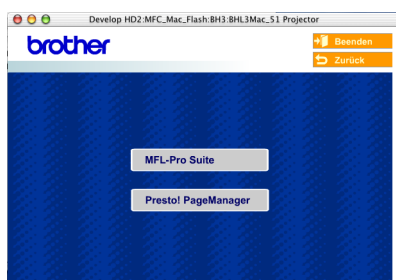 Develop HD2:MFC_Mac_Flash:BH3:BHL3Mac_51 Projector
brother
Beenden
Zurück
MFL-Pro Suite
Presto! PageManager